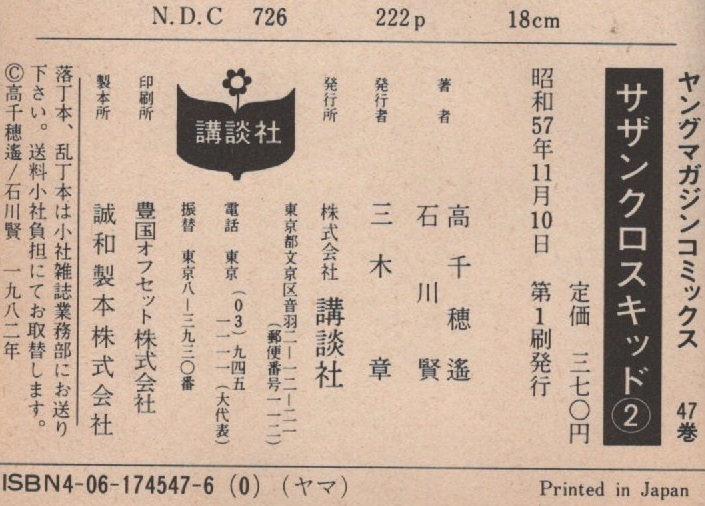 N.D.C 726 222p 18cm
ヤングマガジンコミックス 47巻
サザンクロスキッド②
定価 三七〇円
昭和57年11月10日 第1刷発行
著者 高千穂遙
石川賢
発行者 三木章
発行所 株式会社 講談社
東京都文京区音羽二―一二―二一
(郵便番号一一二)
電話 東京(03)九四五
一一一一(大代表)
振替 東京八―三九三〇番
講談社
印刷所 豊国オフセット株式会社
製本所 誠和製本株式会社
落丁本、乱丁本は小社雑誌業務部にお送り
下さい。送料小社負担にてお取替します。
©高千穂遙/石川賢 一九八二年
ISBN4-06-174547-6 (0) (ヤマ)
Printed in Japan